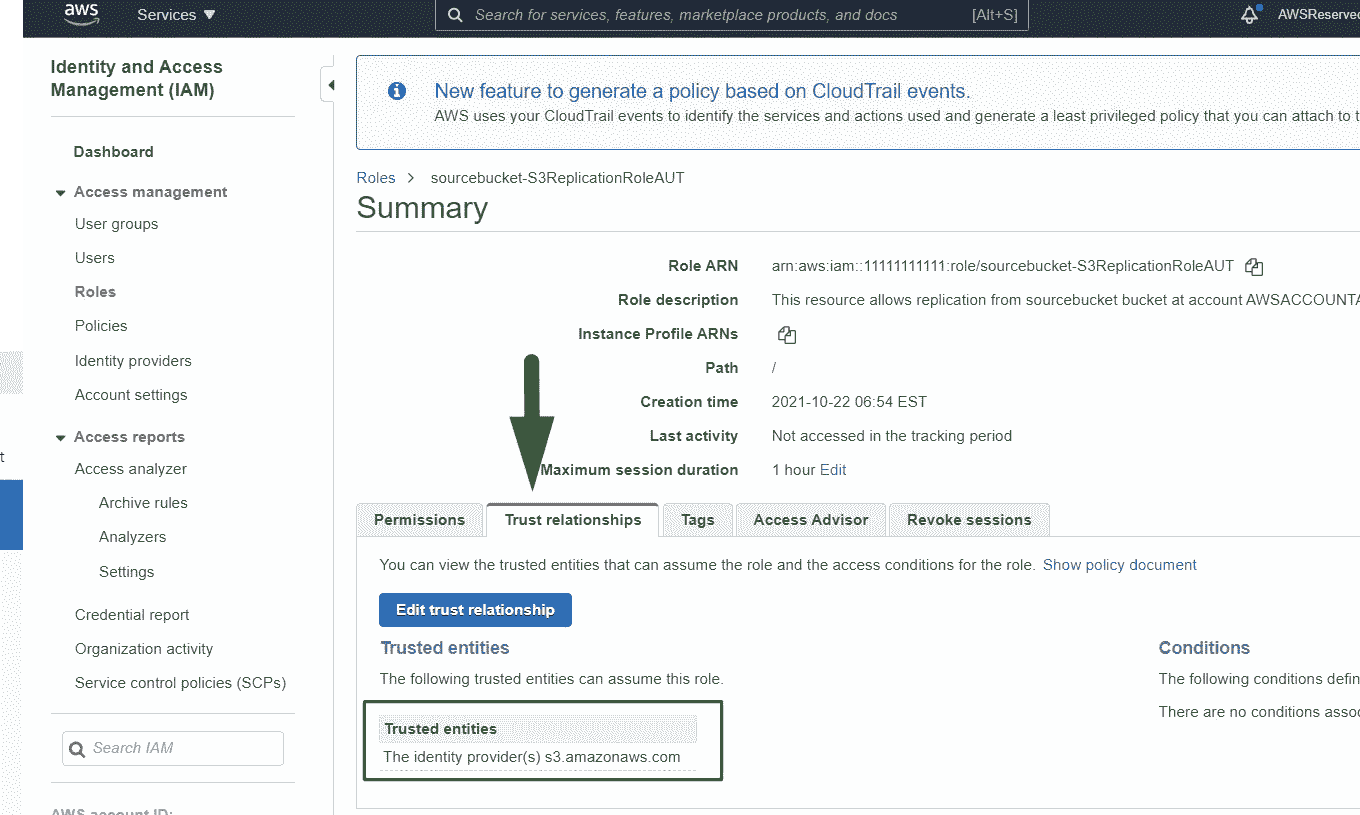 aws
Services
Search for services, features, marketplace products, and docs [Alt+S]
AWSReserved
Identity and Access
Management (IAM)
Dashboard
Access management
User groups
Users
Roles
Policies
Identity providers
Account settings
Access reports
Access analyzer
Archive rules
Analyzers
Settings
Credential report
Organization activity
Service control policies (SCPs)
Search IAM
AWS account ID:
t
New feature to generate a policy based on CloudTrail events.
AWS uses your CloudTrail events to identify the services and actions used and generate a least privileged policy that you can attach to t
Roles > sourcebucket-S3ReplicationRoleAUT
Summary
Role ARN arn:aws:iam::11111111111:role/sourcebucket-S3ReplicationRoleAUT
Role description This resource allows replication from sourcebucket bucket at account AWSACCOUNTA
Instance Profile ARNs
Path /
Creation time 2021-10-22 06:54 EST
Last activity Not accessed in the tracking period
Maximum session duration 1 hour Edit
Permissions Trust relationships Tags Access Advisor Revoke sessions
You can view the trusted entities that can assume the role and the access conditions for the role. Show policy document
Edit trust relationship
Trusted entities
The following trusted entities can assume this role.
Trusted entities
The identity provider(s) s3.amazonaws.com
Conditions
The following conditions defin
There are no conditions assoc